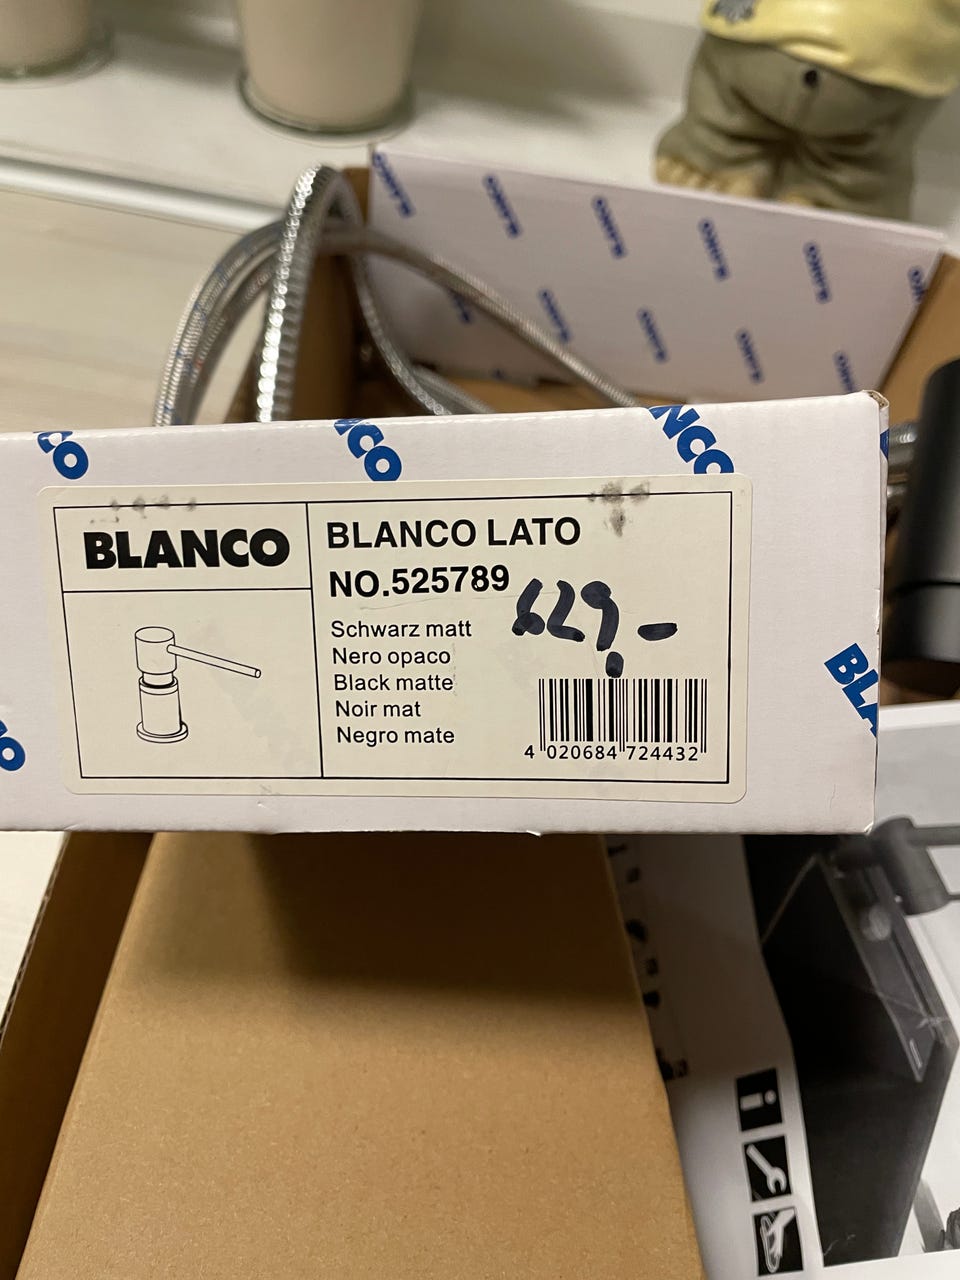 BLANCO
BLANCO LATO
NO.525789
629,-
Schwarz matt
Nero opaco
Black matte
Noir mat
Negro mate
4 020684 724432